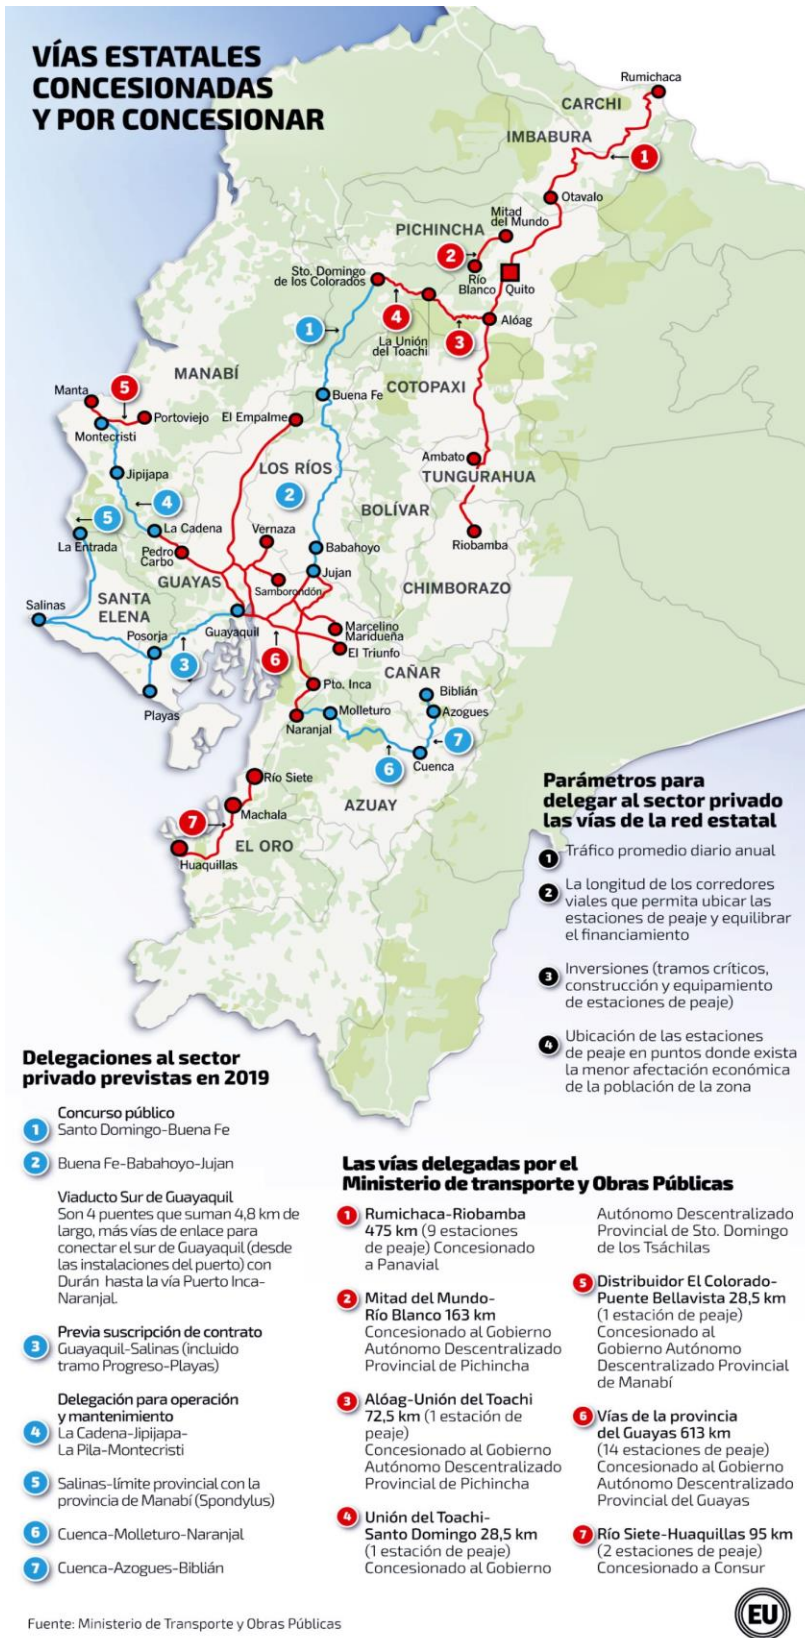 VÍAS ESTATALES
CONCESIONADAS
Y POR CONCESIONAR
Rumichaca
CARCHI
IMBABURA
1
Otavalo
Mitad
del Mundo
PICHINCHA
2
Río
Blanco
Quito
Sto. Domingo
de los Colorados
1
4
La Unión
del Toachi
3
Alóag
MANABÍ
COTOPAXI
Manta
5
Portoviejo
Montecristi
Buena Fe
El Empalme
Ambato
TUNGURAHUA
Jipijapa
LOS RÍOS
2
BOLÍVAR
4
5
La Entrada
La Cadena
Vernaza
Riobamba
Pedro
Carbo
Babahoyo
Jujan
GUAYAS
Samborondón
CHIMBORAZO
SANTA
ELENA
Salinas
Posorja
Guayaquil
Marcelino
Maridueña
El Triunfo
3
6
CAÑAR
Playas
Pto. Inca
Biblián
Molleturo
Azogues
Naranjal
7
6
Cuenca
Río Siete
AZUAY
7
Machala
EL ORO
Huaquillas
Parámetros para
delegar al sector privado
las vías de la red estatal
1 Tráfico promedio diario anual
2 La longitud de los corredores
viales que permita ubicar las
estaciones de peaje y equilibrar
el financiamiento
3 Inversiones (tramos críticos,
construcción y equipamiento
de estaciones de peaje)
4 Ubicación de las estaciones
de peaje en puntos donde exista
la menor afectación económica
de la población de la zona
Delegaciones al sector
privado previstas en 2019
Concurso público
1 Santo Domingo-Buena Fe
2 Buena Fe-Babahoyo-Jujan
Viaducto Sur de Guayaquil
Son 4 puentes que suman 4,8 km de
largo, más vías de enlace para
conectar el sur de Guayaquil (desde
las instalaciones del puerto) con
Durán hasta la vía Puerto Inca-
Naranjal.
Previa suscripción de contrato
3 Guayaquil-Salinas (incluido
tramo Progreso-Playas)
Delegación para operación
y mantenimiento
4 La Cadena-Jipijapa-
La Pila-Montecristi
5 Salinas-límite provincial con la
provincia de Manabí (Spondylus)
6 Cuenca-Molleturo-Naranjal
7 Cuenca-Azogues-Biblián
Las vías delegadas por el
Ministerio de transporte y Obras Públicas
1 Rumichaca-Riobamba
475 km (9 estaciones
de peaje) Concesionado
a Panavial
2 Mitad del Mundo-
Río Blanco 163 km
Concesionado al Gobierno
Autónomo Descentralizado
Provincial de Pichincha
3 Alóag-Unión del Toachi
72,5 km (1 estación de
peaje)
Concesionado al Gobierno
Autónomo Descentralizado
Provincial de Pichincha
4 Unión del Toachi-
Santo Domingo 28,5 km
(1 estación de peaje)
Concesionado al Gobierno
Autónomo Descentralizado
Provincial de Sto. Domingo
de los Tsáchilas
5 Distribuidor El Colorado-
Puente Bellavista 28,5 km
(1 estación de peaje)
Concesionado al
Gobierno Autónomo
Descentralizado Provincial
de Manabí
6 Vías de la provincia
del Guayas 613 km
(14 estaciones de peaje)
Concesionado al Gobierno
Autónomo Descentralizado
Provincial del Guayas
7 Río Siete-Huaquillas 95 km
(2 estaciones de peaje)
Concesionado a Consur
Fuente: Ministerio de Transporte y Obras Públicas
EU